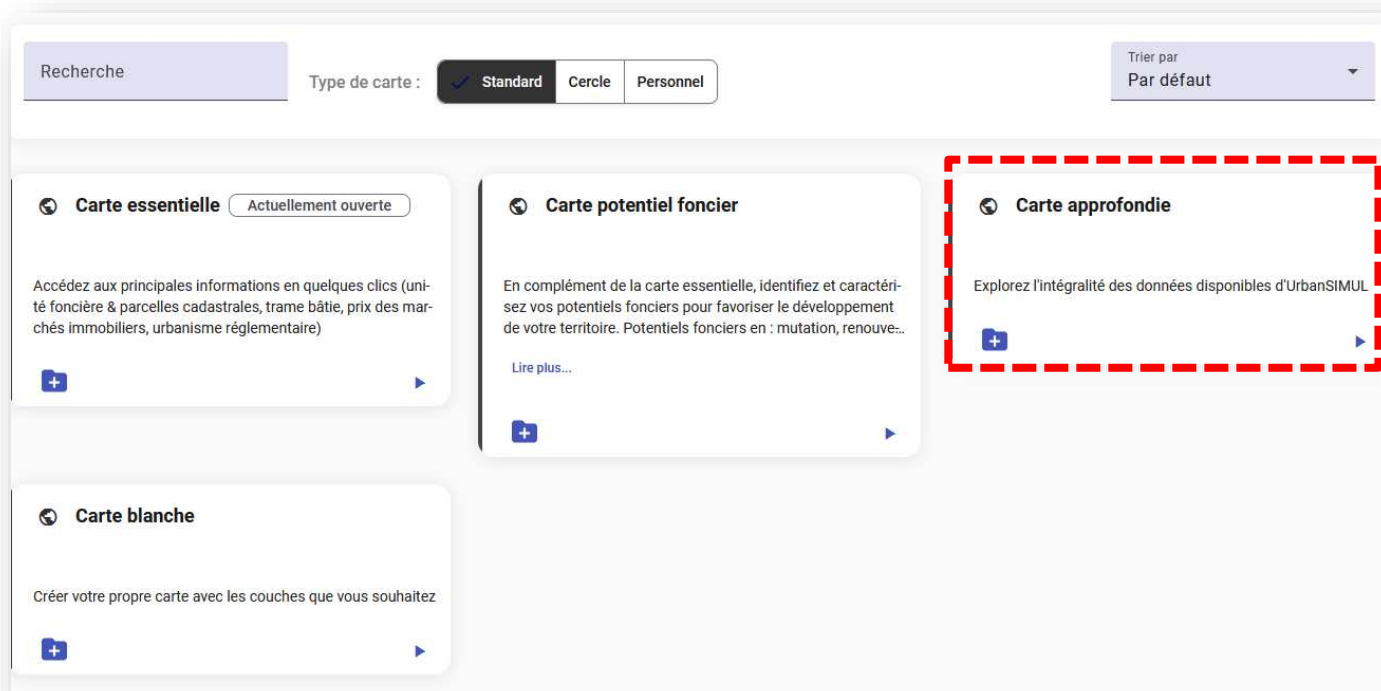 Recherche
Type de carte :
Standard
Cercle
Personnel
Trier par
Par défaut
Carte essentielle
Actuellement ouverte
Accédez aux principales informations en quelques clics (uni-
té foncière & parcelles cadastrales, trame bâtie, prix des mar-
chés immobiliers, urbanisme réglementaire)
Carte potentiel foncier
En complément de la carte essentielle, identifiez et caractéri-
sez vos potentiels fonciers pour favoriser le développement
de votre territoire. Potentiels fonciers en : mutation, renouve...
Lire plus...
Carte approfondie
Explorez l'intégralité des données disponibles d'UrbanSIMUL
Carte blanche
Créer votre propre carte avec les couches que vous souhaitez